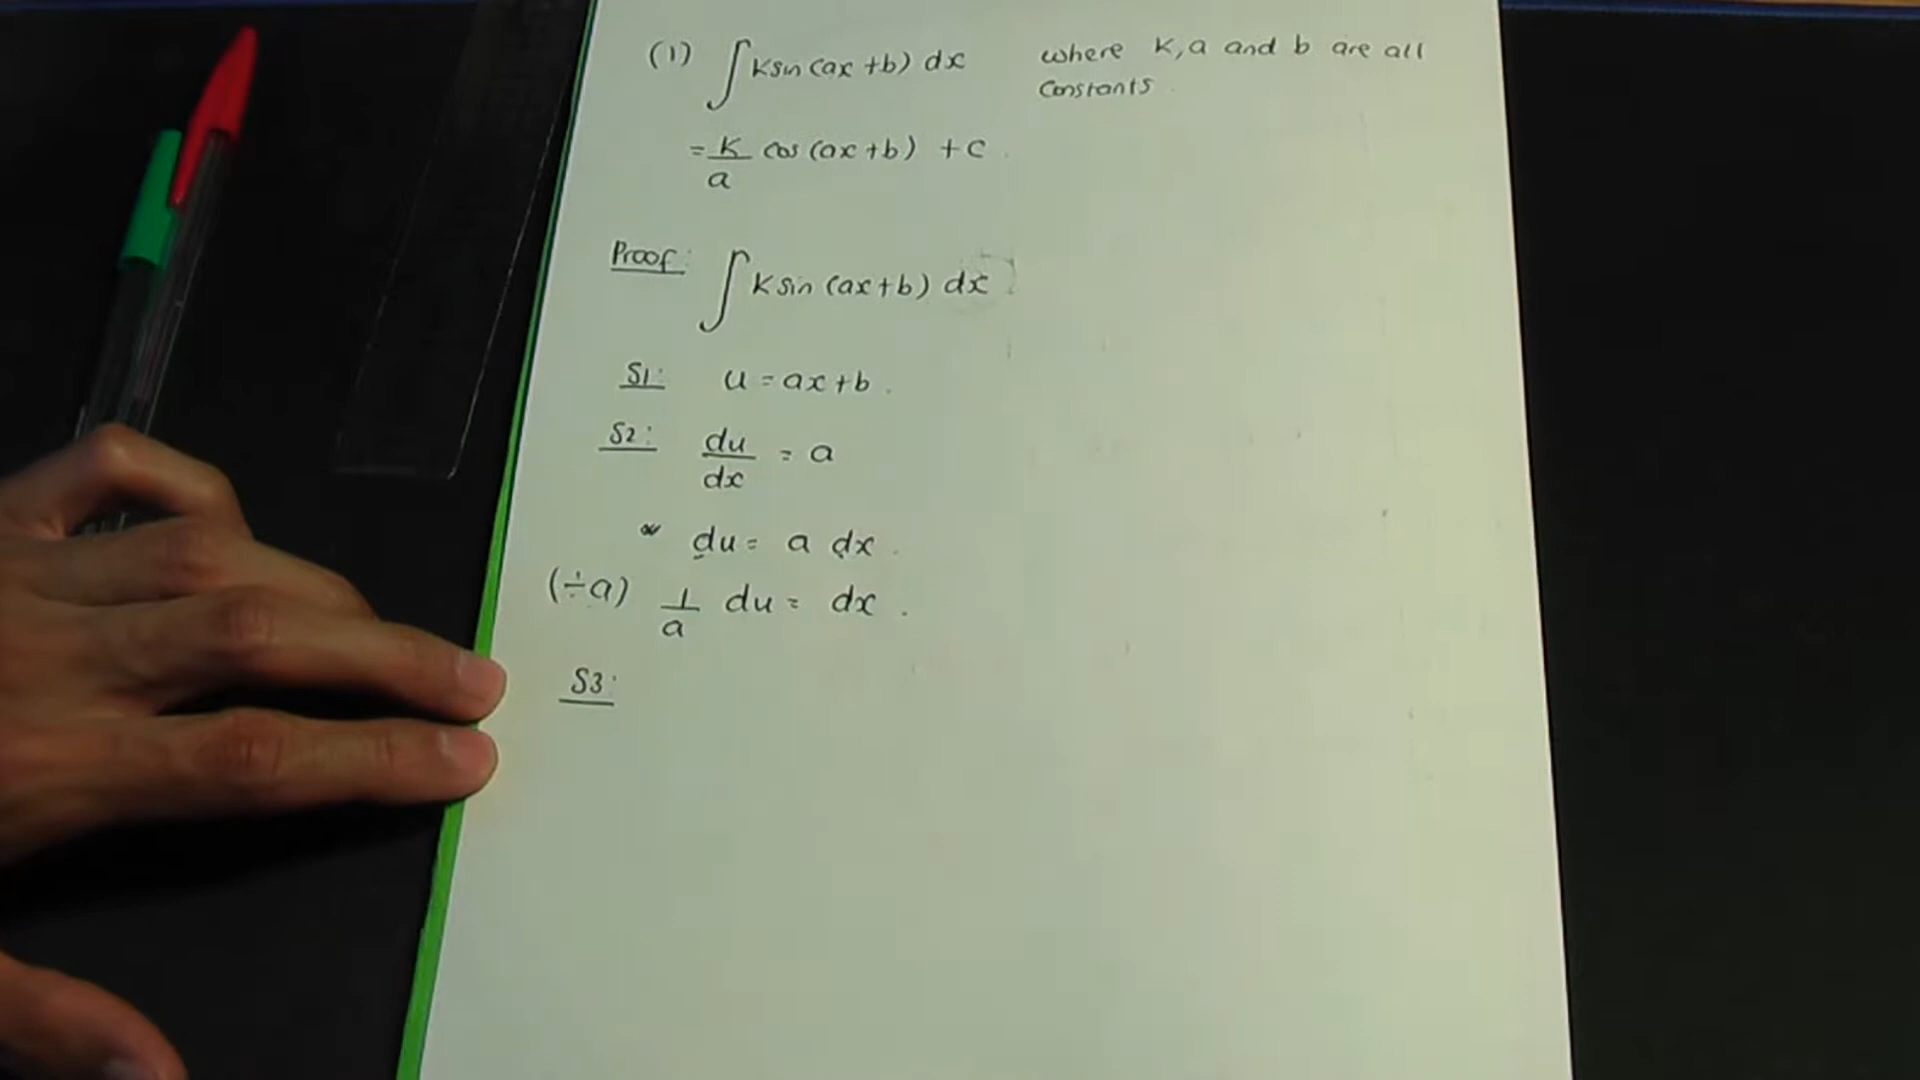 (1) ∫ K sin (ax + b) dx where K, a and b are all
constants.
= K/a cos (ax + b) + c
Proof: ∫ K sin (ax + b) dx
S1: u = ax + b.
S2: du/dx = a
du = a dx.
(÷a) 1/a du = dx.
S3: